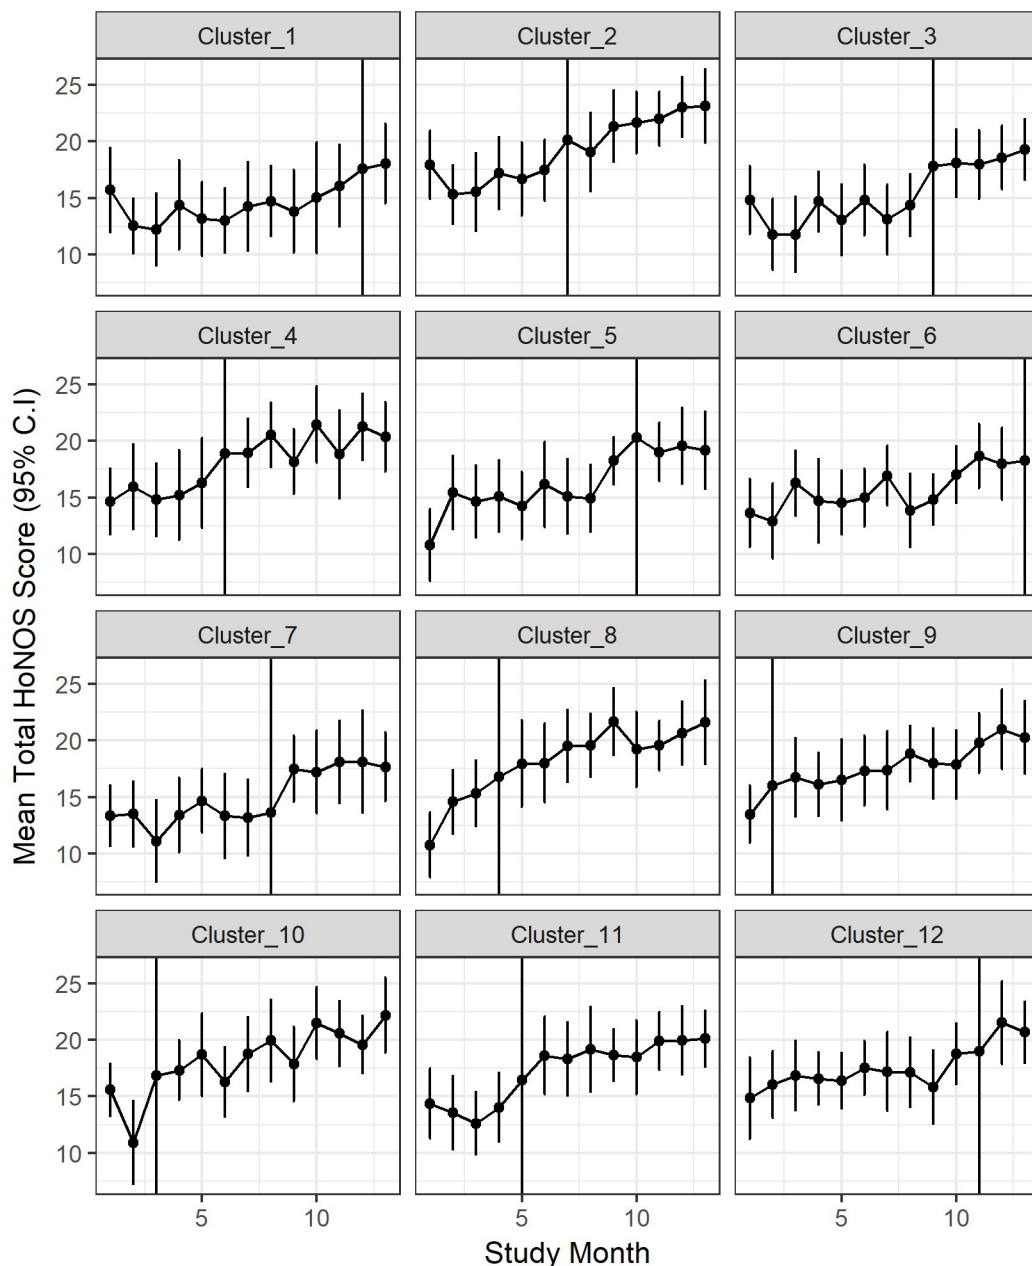 Cluster_1 Cluster_2 Cluster_3
25
20
15
10
Cluster_4 Cluster_5 Cluster_6
25
20
15
10
Cluster_7 Cluster_8 Cluster_9
25
20
15
10
Cluster_10 Cluster_11 Cluster_12
25
20
15
10
5 10 5 10 5 10
Mean Total HoNOS Score (95% C.I)
Study Month